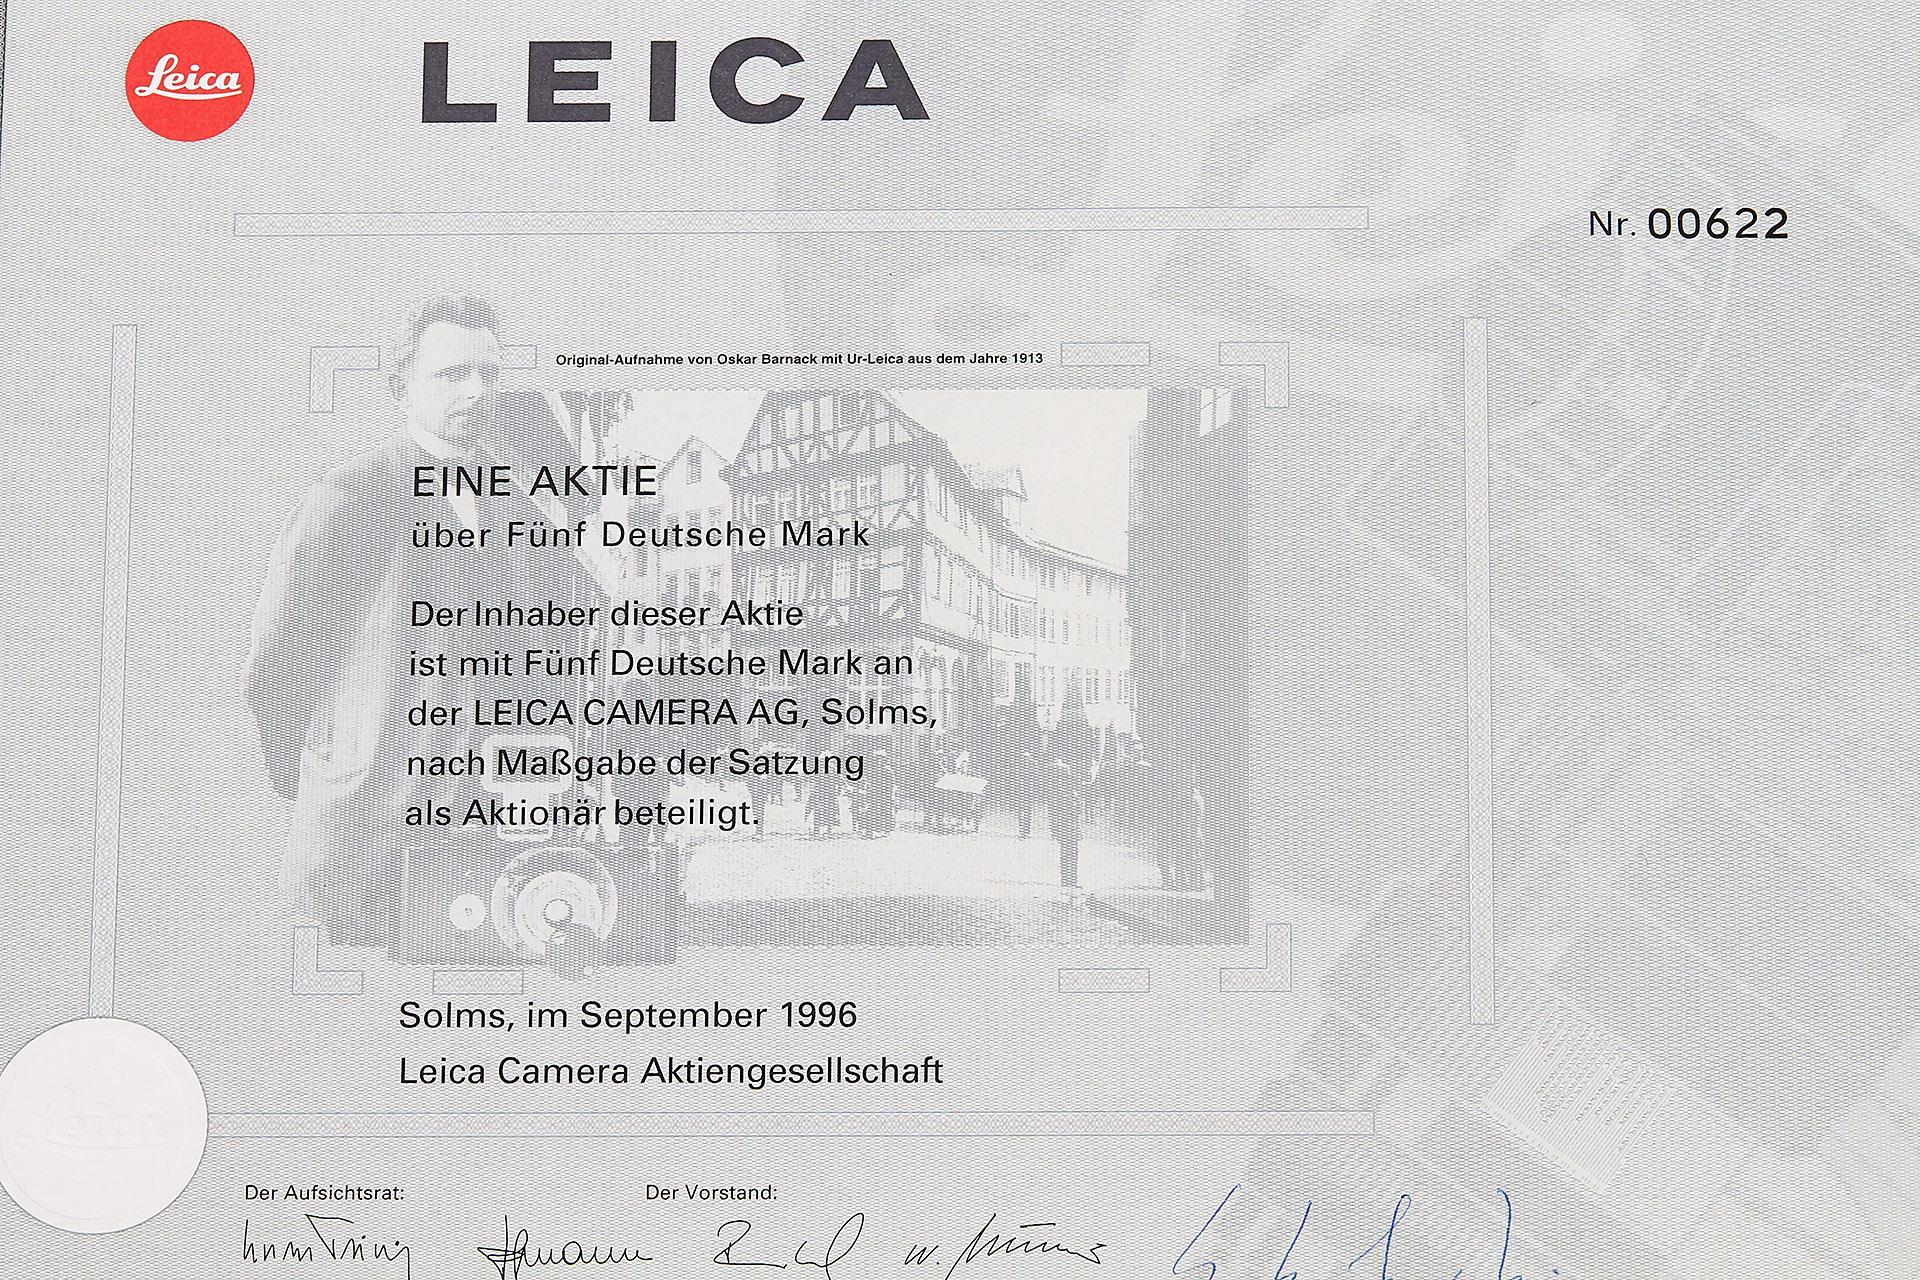 Leica
LEICA
Nr. 00622
Original-Aufnahme von Oskar Barnack mit Ur-Leica aus dem Jahre 1913
EINE AKTIE
über Fünf Deutsche Mark
Der Inhaber dieser Aktie
ist mit Fünf Deutsche Mark an
der LEICA CAMERA AG, Solms,
nach Maßgabe der Satzung
als Aktionär beteiligt.
Solms, im September 1996
Leica Camera Aktiengesellschaft
Leica
Der Aufsichtsrat:
Der Vorstand: